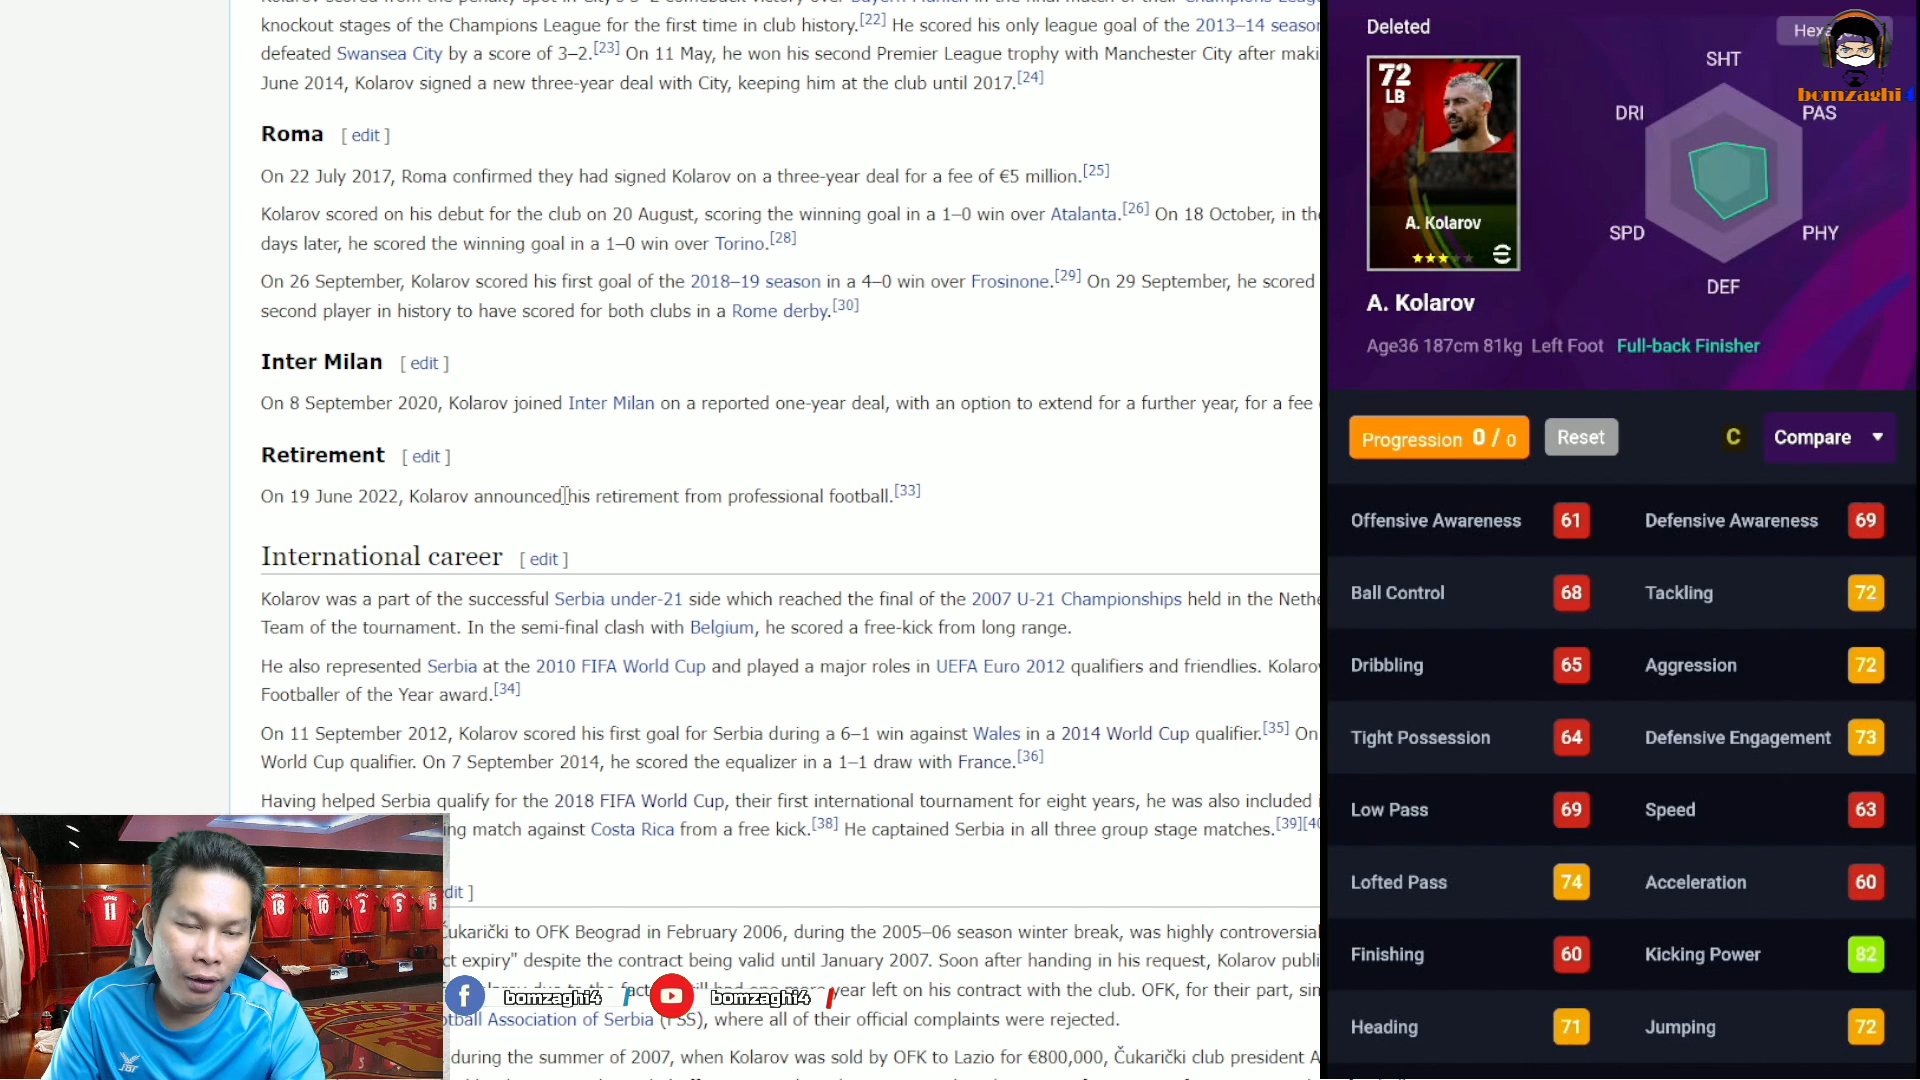 knockout stages of the Champions League for the first time in club history.[22] He scored his only league goal of the 2013–14 seaso
defeated Swansea City by a score of 3–2.[23] On 11 May, he won his second Premier League trophy with Manchester City after maki
June 2014, Kolarov signed a new three-year deal with City, keeping him at the club until 2017.[24]
Roma [ edit ]
On 22 July 2017, Roma confirmed they had signed Kolarov on a three-year deal for a fee of €5 million.[25]
Kolarov scored on his debut for the club on 20 August, scoring the winning goal in a 1–0 win over Atalanta.[26] On 18 October, in the
days later, he scored the winning goal in a 1–0 win over Torino.[28]
On 26 September, Kolarov scored his first goal of the 2018–19 season in a 4–0 win over Frosinone.[29] On 29 September, he scored
second player in history to have scored for both clubs in a Rome derby.[30]
Inter Milan [ edit ]
On 8 September 2020, Kolarov joined Inter Milan on a reported one-year deal, with an option to extend for a further year, for a fee
Retirement [ edit ]
On 19 June 2022, Kolarov announced his retirement from professional football.[33]
International career [ edit ]
Kolarov was a part of the successful Serbia under-21 side which reached the final of the 2007 U-21 Championships held in the Nethe
Team of the tournament. In the semi-final clash with Belgium, he scored a free-kick from long range.
He also represented Serbia at the 2010 FIFA World Cup and played a major roles in UEFA Euro 2012 qualifiers and friendlies. Kolaro
Footballer of the Year award.[34]
On 11 September 2012, Kolarov scored his first goal for Serbia during a 6–1 win against Wales in a 2014 World Cup qualifier.[35] On
World Cup qualifier. On 7 September 2014, he scored the equalizer in a 1–1 draw with France.[36]
Having helped Serbia qualify for the 2018 FIFA World Cup, their first international tournament for eight years, he was also included i
ng match against Costa Rica from a free kick.[38] He captained Serbia in all three group stage matches.[39][40
dit ]
Čukarički to OFK Beograd in February 2006, during the 2005–06 season winter break, was highly controversial
ct expiry" despite the contract being valid until January 2007. Soon after handing in his request, Kolarov publi
year left on his contract with the club. OFK, for their part, sin
tball Association of Serbia (FSS), where all of their official complaints were rejected.
during the summer of 2007, when Kolarov was sold by OFK to Lazio for €800,000, Čukarički club president A
bomzaghi4
bomzaghi4
11
18
10
2
5
15
Deleted
Hexa
bomzaghi4
72
LB
A. Kolarov
SHT
DRI
PAS
SPD
PHY
DEF
A. Kolarov
Age36 187cm 81kg Left Foot Full-back Finisher
Progression 0 / 0
Reset
C
Compare
Offensive Awareness 61 Defensive Awareness 69
Ball Control 68 Tackling 72
Dribbling 65 Aggression 72
Tight Possession 64 Defensive Engagement 73
Low Pass 69 Speed 63
Lofted Pass 74 Acceleration 60
Finishing 60 Kicking Power 82
Heading 71 Jumping 72